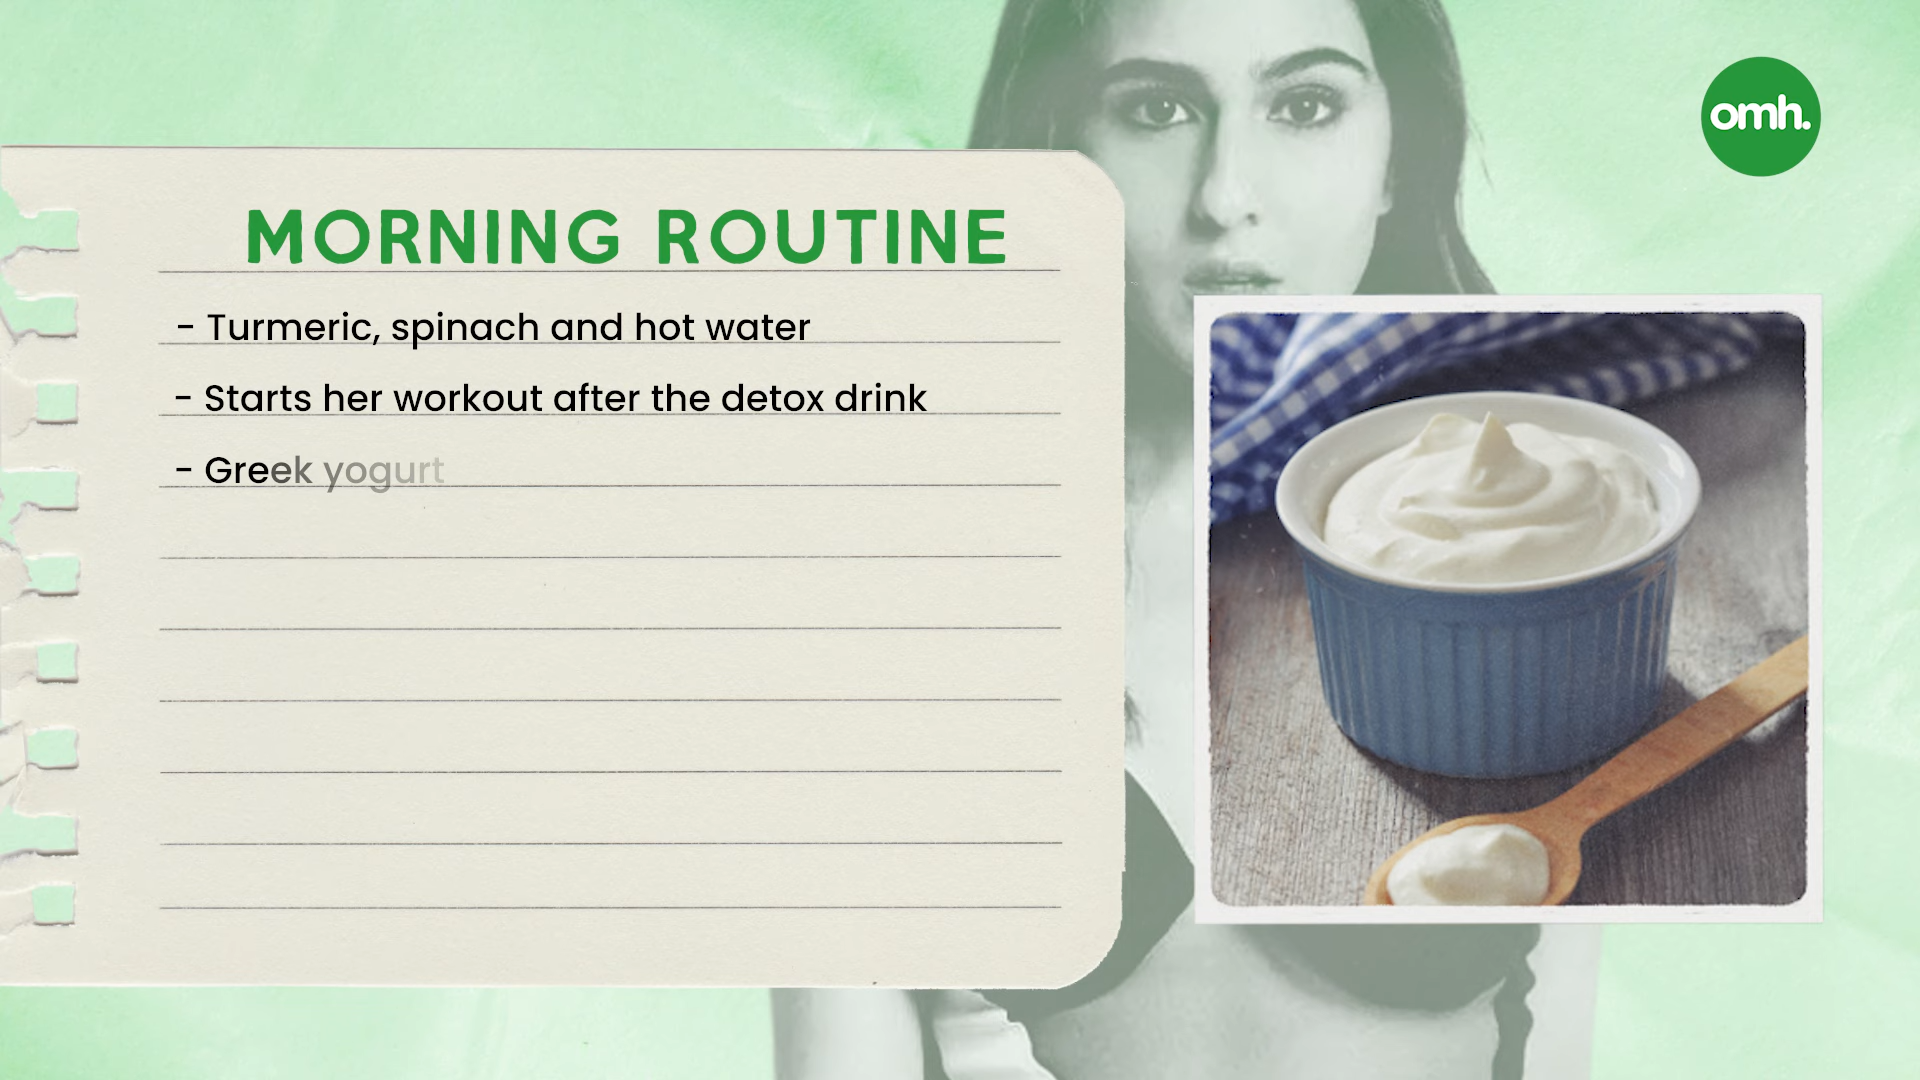 omh.
MORNING ROUTINE
- Turmeric, spinach and hot water
- Starts her workout after the detox drink
- Greek yogurt